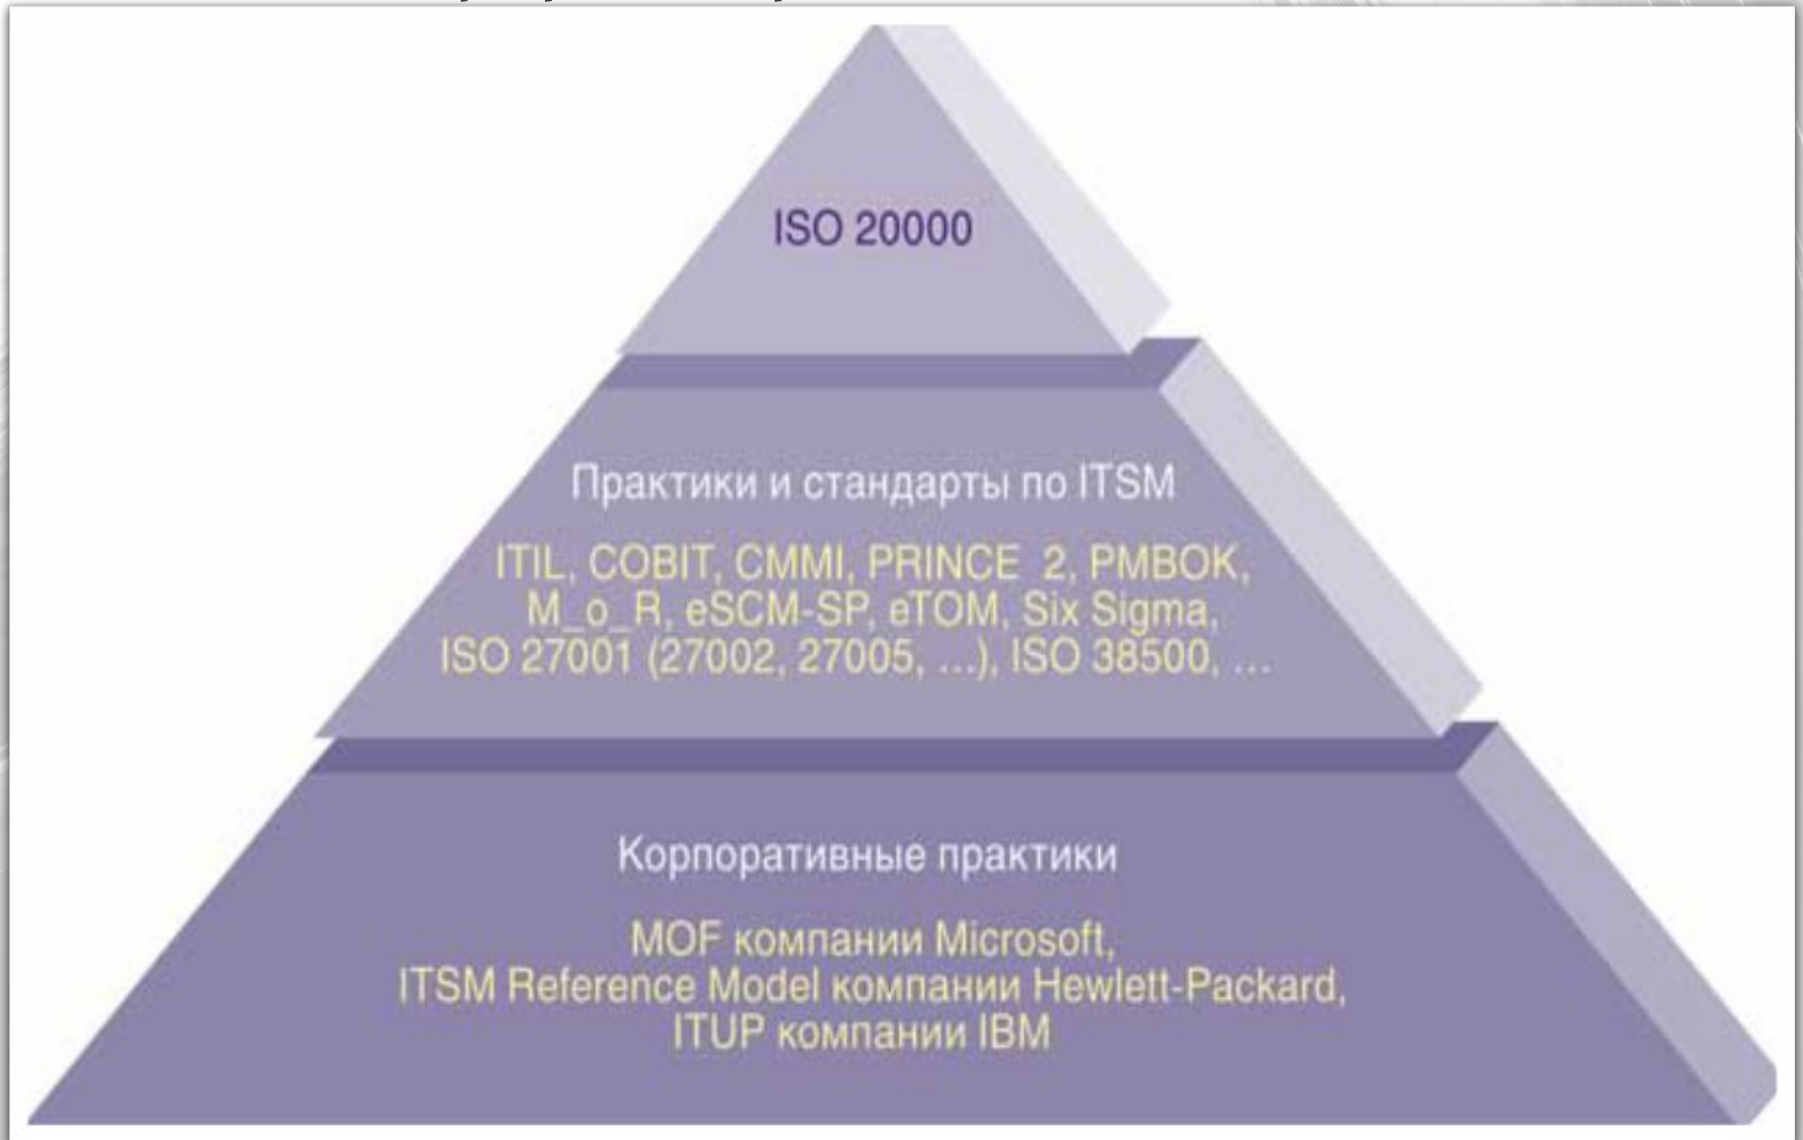 ISO 20000
Практики и стандарты по ITSM
ITIL, COBIT, CMMI, PRINCE 2, PMBOK,
M_o_R, eSCM-SP, eTOM, Six Sigma,
ISO 27001 (27002, 27005, ...), ISO 38500, ...
Корпоративные практики
MOF компании Microsoft,
ITSM Reference Model компании Hewlett-Packard,
ITUP компании IBM